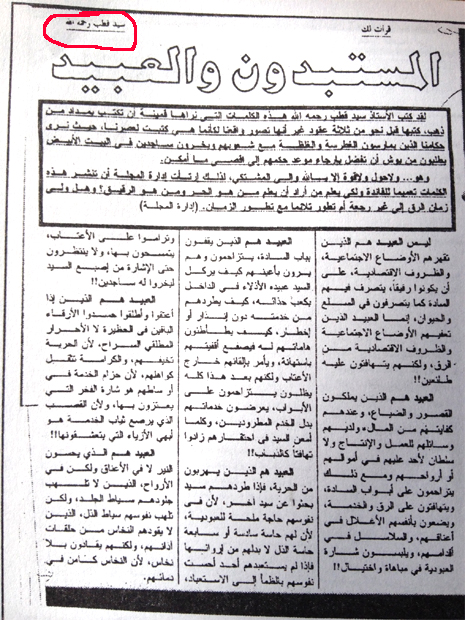 سيد قطب رحمه الله
قرأت لك
المستبدون والعبيد
لقد كتب الأستاذ سيد قطب رحمه الله هذه الكلمات التي نراها قمينة أن تكتب بمداد من
ذهب، كتبها قبل نحو من ثلاثة عقود غير أنها تصور واقعنا لكأنما هي كتبت لعصرنا، حيث نرى
حكامنا الذين يمارسون الغطرسة والغلظة مع شعوبهم ويخرون ساجدين في البيت الأبيض
يطلبون من بوش أن تفضل بإرجاء موعد حكمهم إلى أقصى ما أمكن.
وهو... ولاحول ولاقوة إلا بالله وإلى المشتكى، لذلك ارتأت إدارة المجلة أن تنشر هذه
الكلمات تعميما للفائدة ولكي يعلم من أراد أن يعلم من هو الحر ومن هو الرقيق؟ وهل ولى
زمان الرق إلى غير رجعة أم تطور تلائما مع تطور الزمان. (إدارة المجلة)
ليس العبيد هم الذين
تقهرهم الأوضاع الاجتماعية
والظروف الاقتصادية، على
أن يكونوا رقيقا، يتصرف فيهم
السادة كما يتصرفون في السلع
والحيوان، إنما العبيد الذين
تعفيهم الأوضاع الاجتماعية
والظروف الاقتصادية من
الرق، ولكنهم يتهافتون عليه
طائعين!!
العبيد هم الذين يملكون
القصور والضياع، وعندهم
كفايتهم من المال، ولديهم
وسائلهم للعمل والإنتاج ولا
سلطان لأحد عليهم في أموالهم
أو أرواحهم ومع ذلك
يتزاحمون على أبواب السادة،
ويتهافتون على الرق والخدمة،
ويضعون بأنفسهم الأغلال في
أعناقهم، والسلاسل في
أقدامهم، ويلبسون شارة
العبودية في مباهاة واختيال!!
العبيد هم الذين يقفون
بباب السادة، يتزاحمون وهم
يرون بأعينهم كيف يركل
السيد عبيده الأذلاء في الداخل
بكعب حذائه، كيف يطردهم
من خدمته دون إنذار أو
إخطار، كيف يطأطئون
هاماتهم له فيصفع أقفيتهم
باستهانة، ويأمر بإلقائهم خارج
الأعتاب ولكنهم بعد هذا كله
يظلون يتزاحمون على
الأبواب، يعرضون خدماتهم
بدل الخدم المطرودين، وكلما
أمعن السيد في احتقارهم زادوا
تهافتا كالذباب!!
العبيد هم الذين يهربون
من الحرية، فإذا طردهم سيد
بحثوا عن سيد آخر، لأن في
نفوسهم حاجة ملحة للعبودية،
لأن لهم حاسة سادسة أو سابعة
حاسة الذل لا بد لهم من إروائها
فإذا لم يستعبدهم أحد أحست
نفوسهم بالظمأ إلى الاستعباد،
وتراموا على الأعتاب،
يتمسحون بها، ولا ينتظرون
حتى الإشارة من إصبع السيد
ليخروا له ساجدين!!
العبيد هم الذين إذا
أعتقوا وأطلقوا حسدوا الأرقاء
الباقين في الحظيرة لا الأحرار
المطلقي السراح، لأن الحرية
تخيفهم، والكرامة تثقل
كواهلهم، لأن حزام الخدمة في
أوساطهم هو شارة الفخر التي
يعتزون بها، ولأن القصب
الذي يرصع ثياب الخدمة هو
أبهى الأزياء التي يتعشقونها!!
العبيد هم الذي يحسون
النير لا في الأعناق ولكن في
الأرواح، الذين لا تلهب
جلودهم سياط الجلد، ولكن
تلهب نفوسهم سياط الذل، الذين
لا يقودهم النخاس من حلقات
آذانهم، ولكنهم يقادون بلا
نخاس، لأن النخاس كامن في
دمائهم.